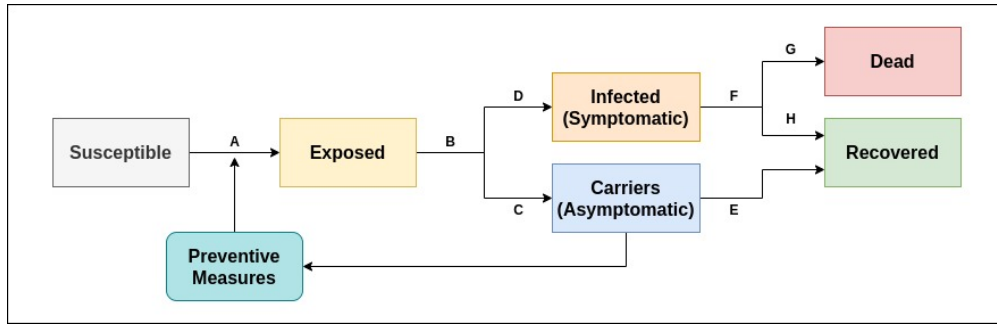 G
Dead
D
Infected
(Symptomatic)
F
H
Susceptible
A
Exposed
B
Recovered
C
Carriers
(Asymptomatic)
E
Preventive
Measures